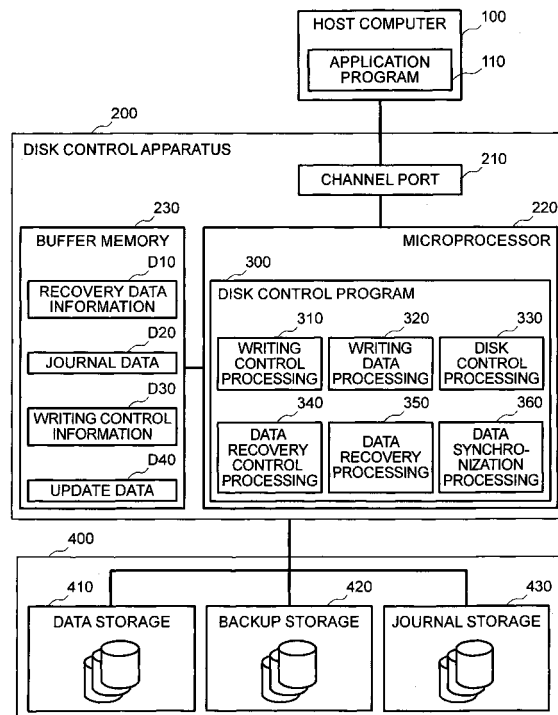 HOST COMPUTER
100
APPLICATION
PROGRAM
110
200
DISK CONTROL APPARATUS
210
CHANNEL PORT
230
220
BUFFER MEMORY
MICROPROCESSOR
D10
RECOVERY DATA
INFORMATION
D20
JOURNAL DATA
D30
WRITING CONTROL
INFORMATION
D40
UPDATE DATA
300
DISK CONTROL PROGRAM
310
320
330
WRITING
CONTROL
PROCESSING
WRITING
DATA
PROCESSING
DISK
CONTROL
PROCESSING
340
350
360
DATA
RECOVERY
CONTROL
PROCESSING
DATA
RECOVERY
PROCESSING
DATA
SYNCHRO-
NIZATION
PROCESSING
400
410
420
430
DATA STORAGE
BACKUP STORAGE
JOURNAL STORAGE